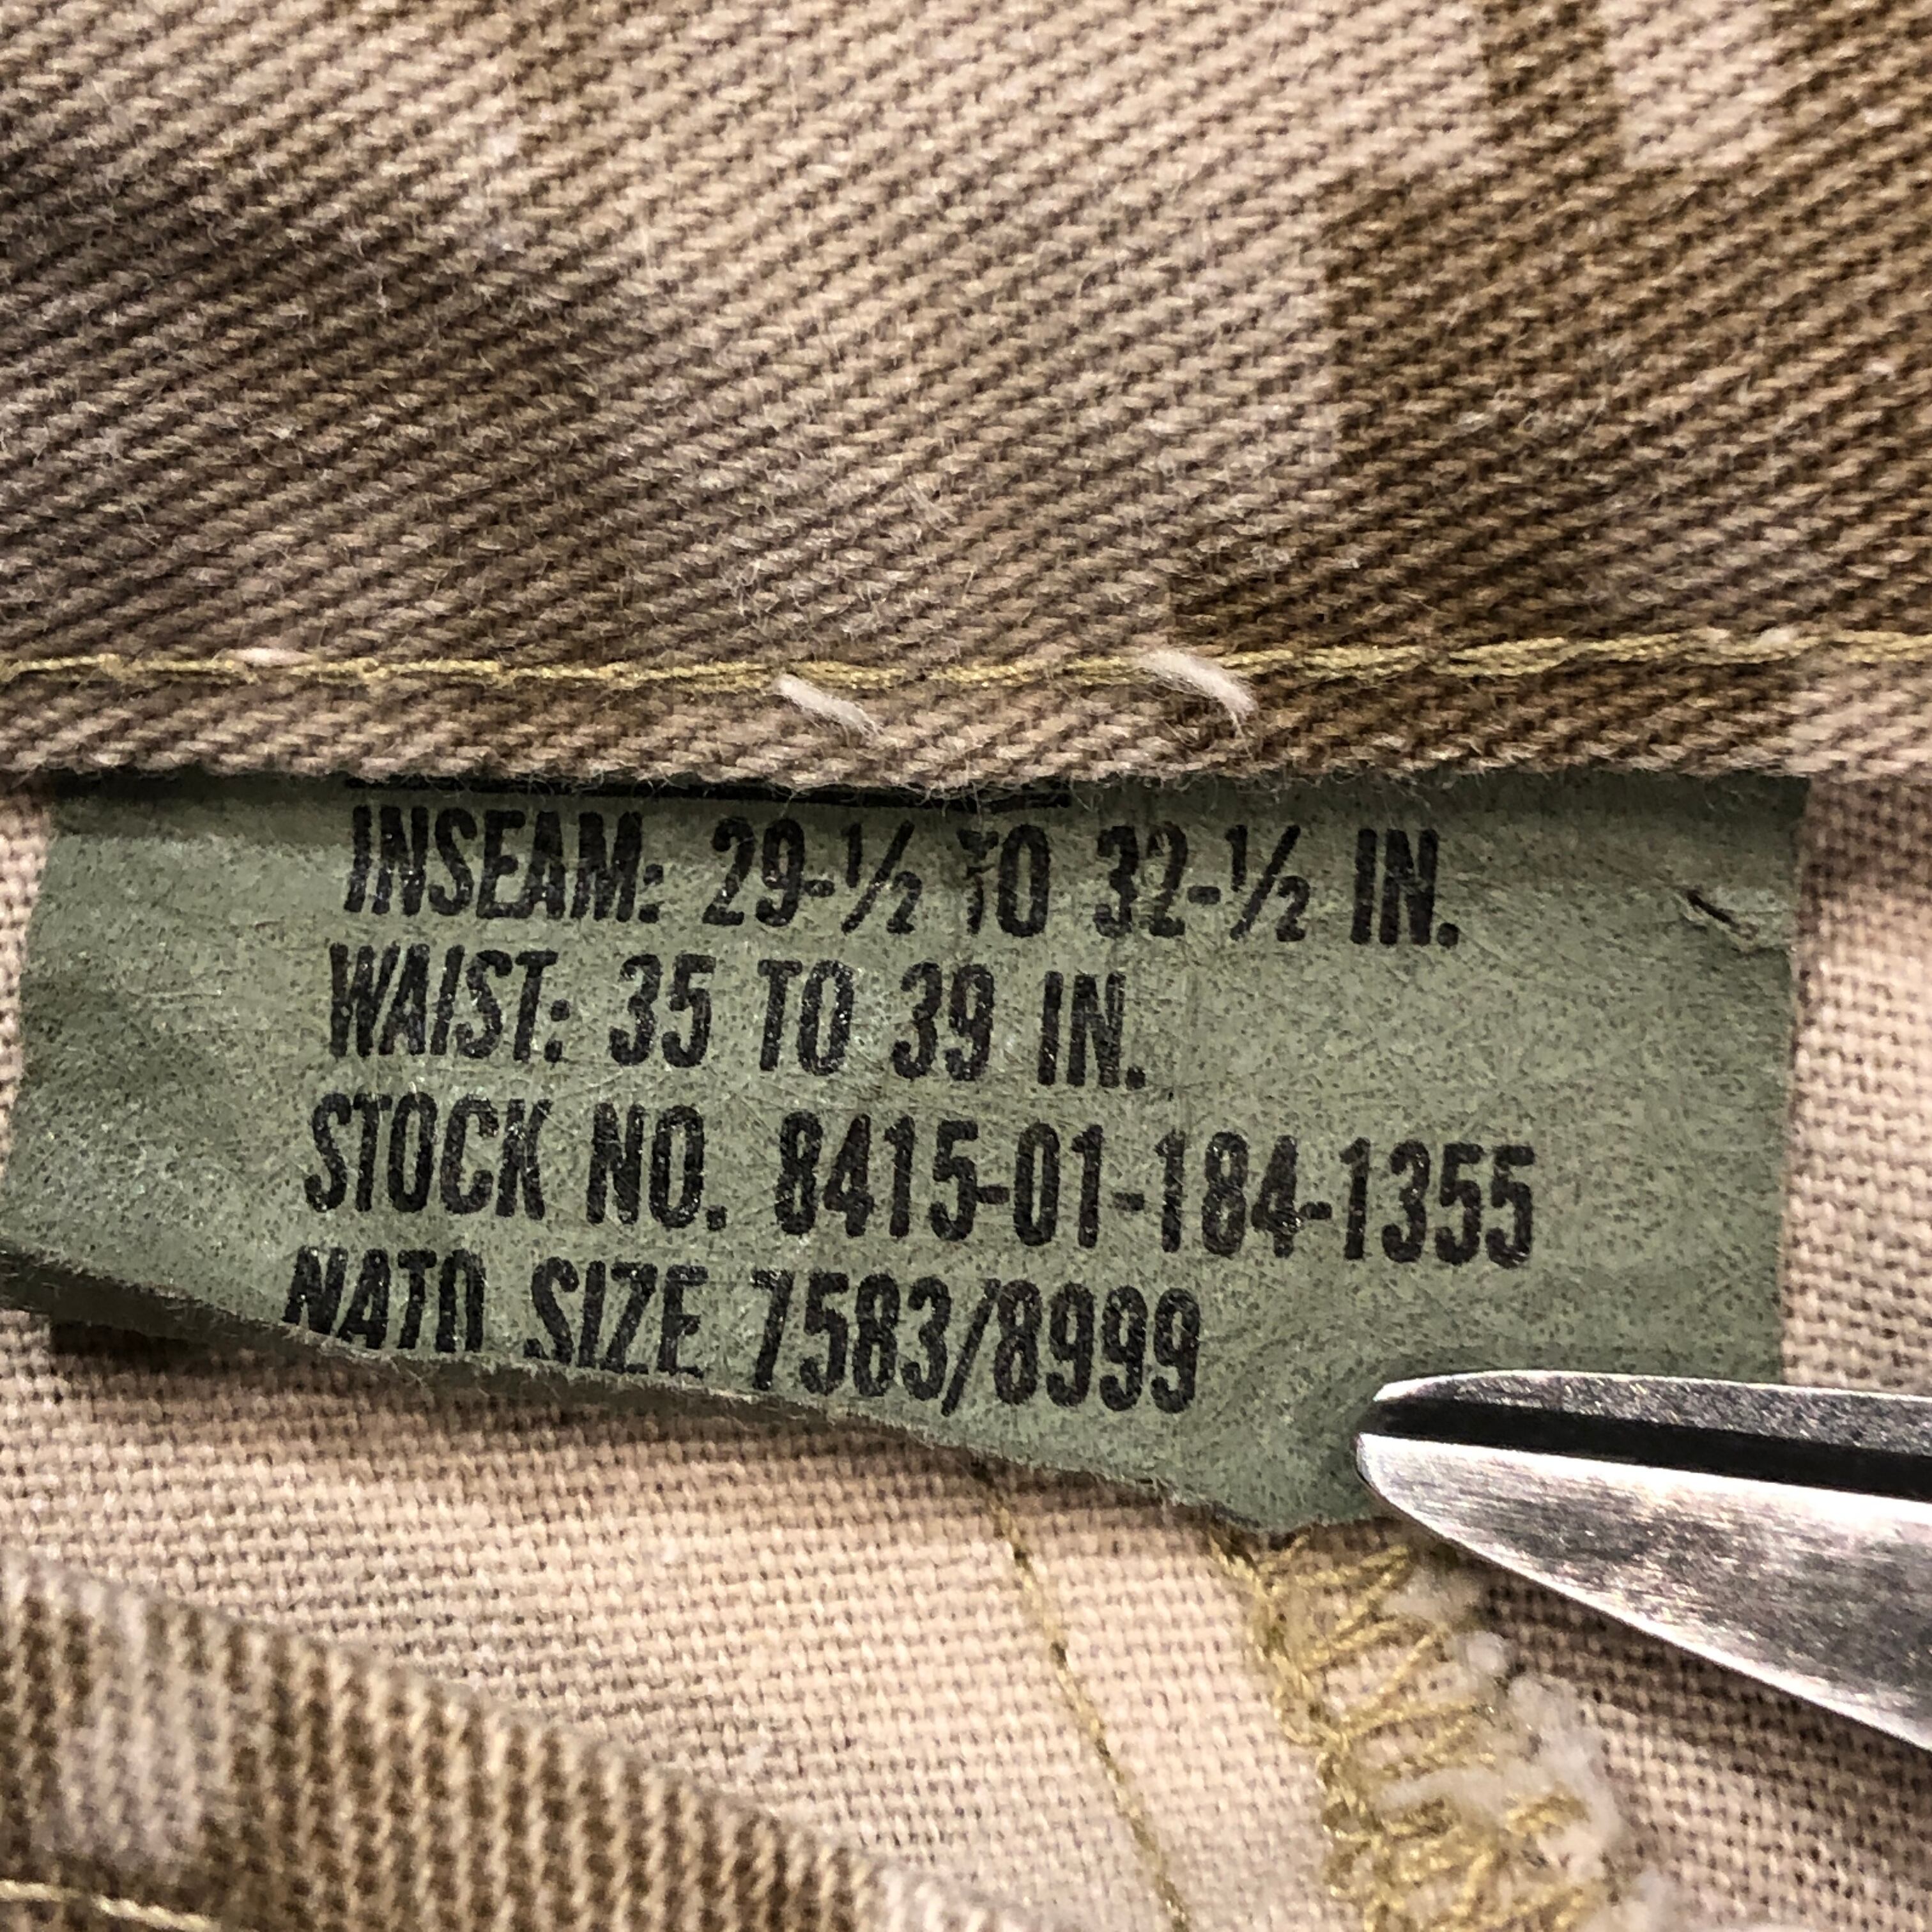 INSEAM: 29-½ TO 32-½ IN.
WAIST: 35 TO 39 IN.
STOCK NO. 8415-01-184-1355
NATO SIZE 7583/8999